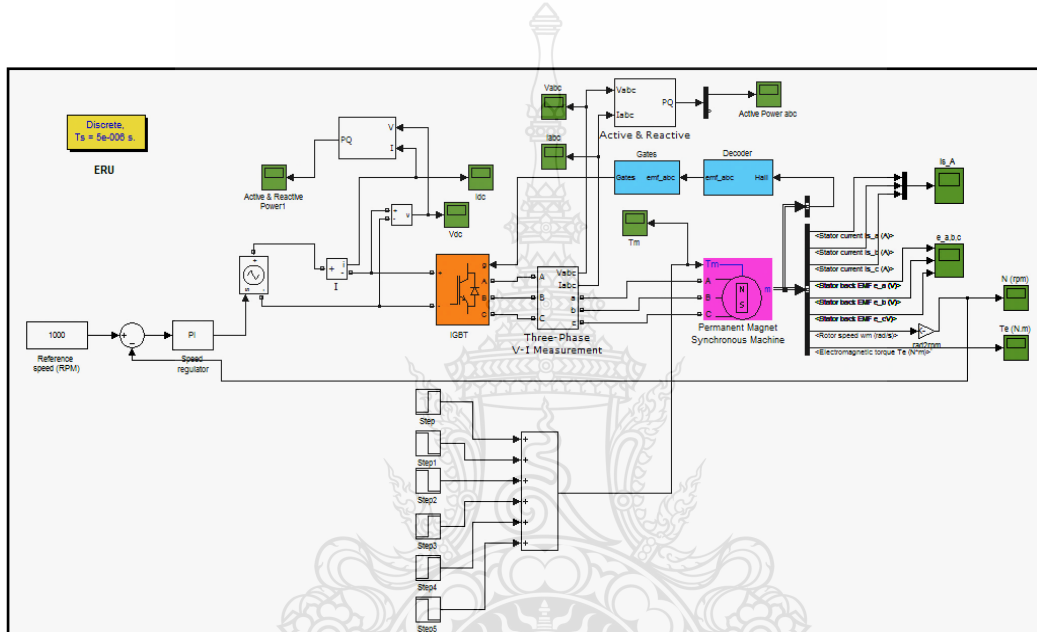 Discrete,
Ts = 5e-006 s.
ERU
Active & Reactive
Power1
PQ
V
I
Idc
Vdc
v
+
-
Vabc
Iabc
Vabc
Iabc
PQ
Active & Reactive
Active Power abc
Gates
Gates
emf_abc
Decoder
emf_abc
Hall
Is_A
Tm
<Stator current is_a (A)>
<Stator current is_b (A)>
<Stator current is_c (A)>
<Stator back EMF e_a (V)>
<Stator back EMF e_b (V)>
<Stator back EMF e_c(V)>
<Rotor speed wm (rad/s)>
<Electromagnetic torque Te (N*m)>
e_a,b,c
N (rpm)
Te (N.m)
rad2rpm
1000
Reference
speed (RPM)
PI
Speed
regulator
s
+
-
i
I
g
+
-
A
B
C
IGBT
A
B
C
Vabc
Iabc
a
b
c
Three-Phase
V-I Measurement
Tm
A
B
C
N
S
m
Permanent Magnet
Synchronous Machine
Step
Step1
Step2
Step3
Step4
Step5